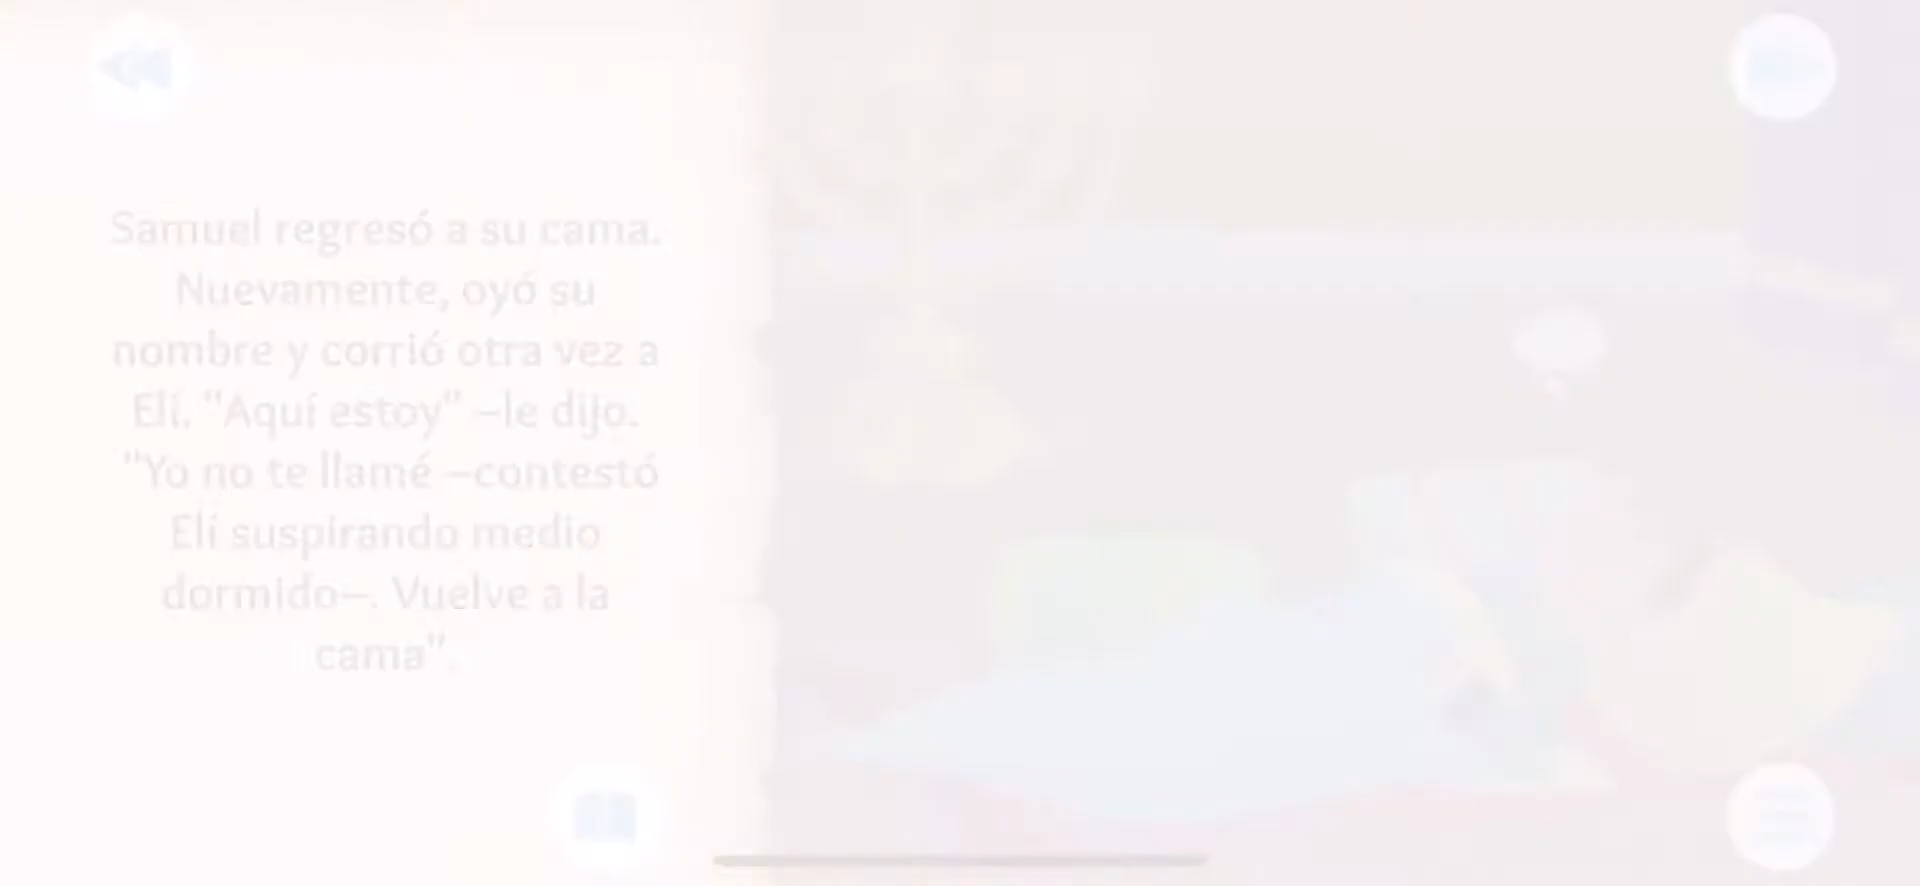 Samuel regresó a su cama.
Nuevamente, oyó su
nombre y corrió otra vez a
Elí. "Aquí estoy" –le dijo.
"Yo no te llamé –contestó
Elí suspirando medio
dormido–. Vuelve a la
cama".